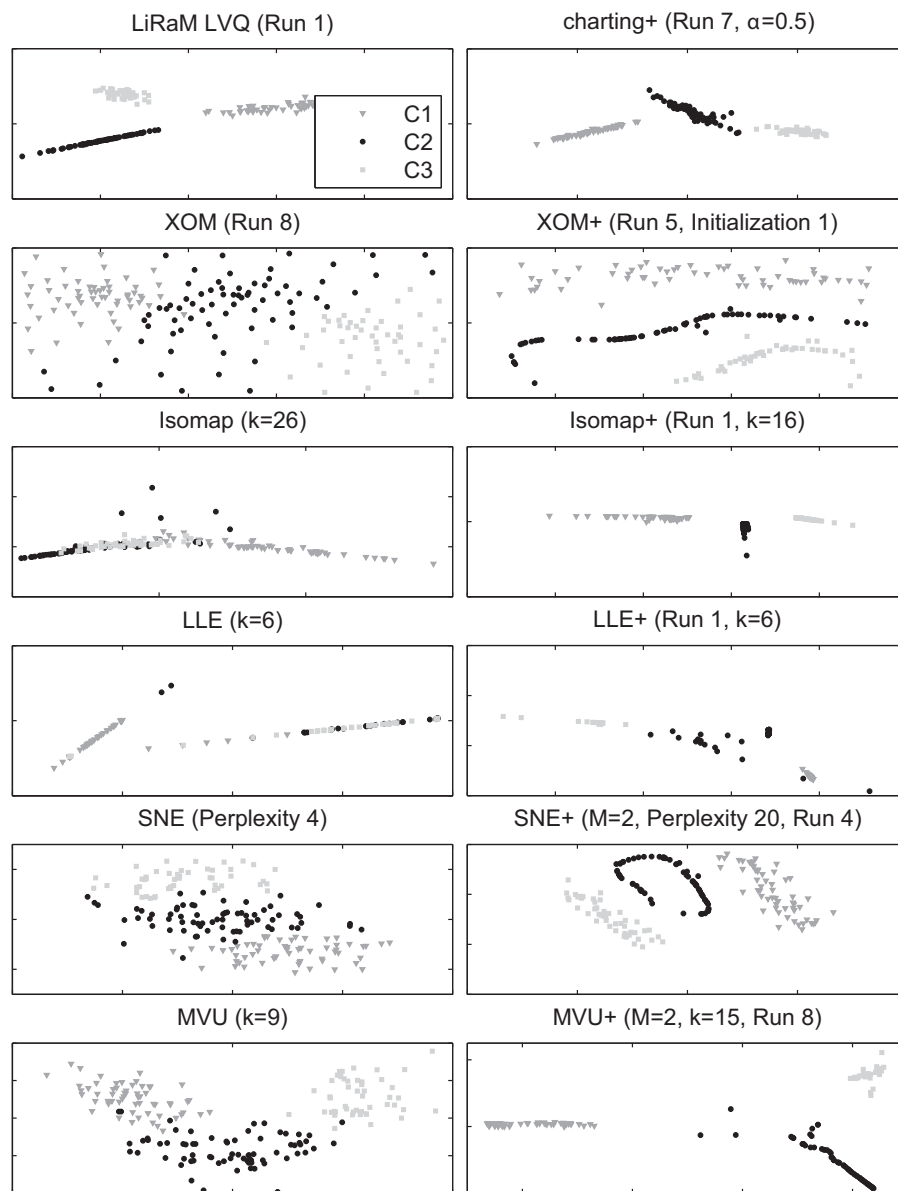 LiRaM LVQ (Run 1)
charting+ (Run 7, α=0.5)
C1
C2
C3
XOM (Run 8)
XOM+ (Run 5, Initialization 1)
Isomap (k=26)
Isomap+ (Run 1, k=16)
LLE (k=6)
LLE+ (Run 1, k=6)
SNE (Perplexity 4)
SNE+ (M=2, Perplexity 20, Run 4)
MVU (k=9)
MVU+ (M=2, k=15, Run 8)